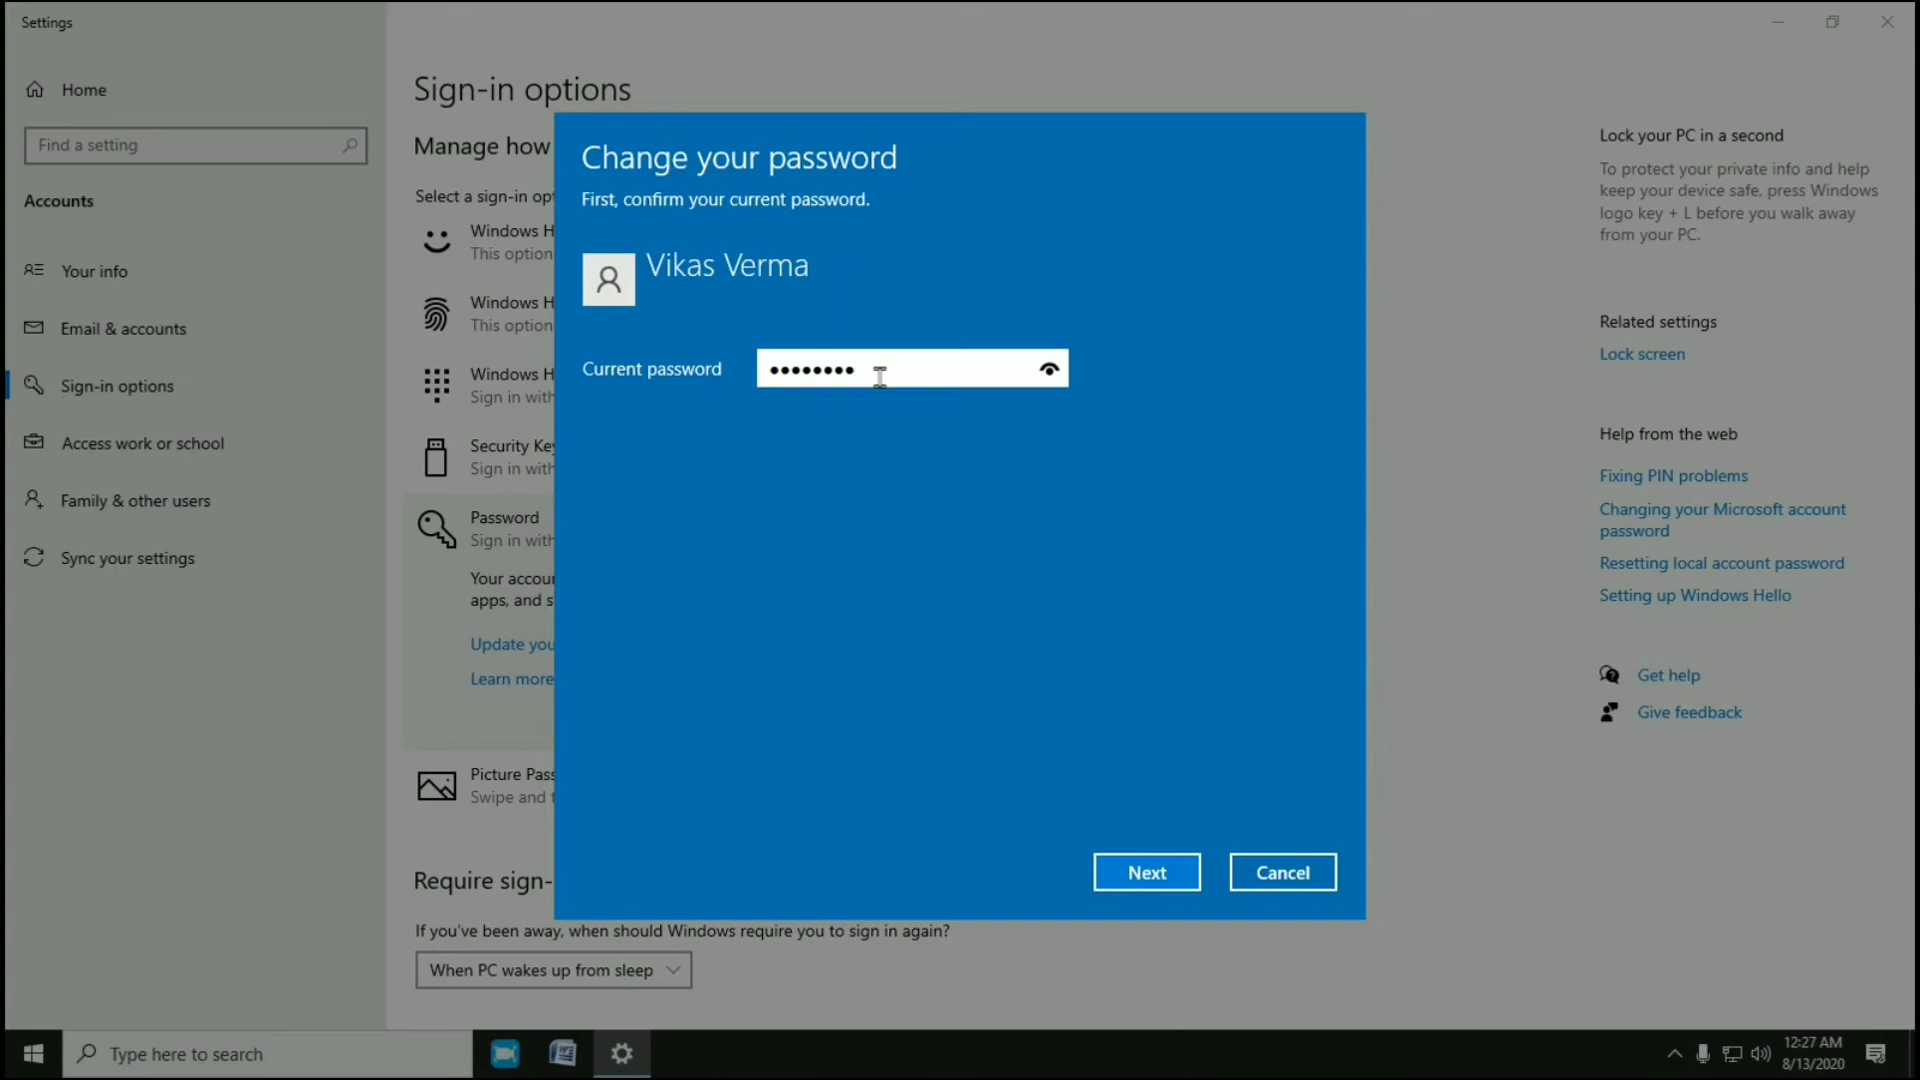 Settings
Home
Find a setting
Accounts
Your info
Email & accounts
Sign-in options
Access work or school
Family & other users
Sync your settings
Sign-in options
Manage how
Select a sign-in op
Windows H
This option
Windows H
This option
Windows H
Sign in with
Security Key
Sign in with
Password
Sign in with
Your accou
apps, and s
Update you
Learn more
Picture Pass
Swipe and t
Require sign-
If you've been away, when should Windows require you to sign in again?
When PC wakes up from sleep
Change your password
First, confirm your current password.
Vikas Verma
Current password
Next
Cancel
Lock your PC in a second
To protect your private info and help
keep your device safe, press Windows
logo key + L before you walk away
from your PC.
Related settings
Lock screen
Help from the web
Fixing PIN problems
Changing your Microsoft account
password
Resetting local account password
Setting up Windows Hello
Get help
Give feedback
Type here to search
12:27 AM
8/13/2020